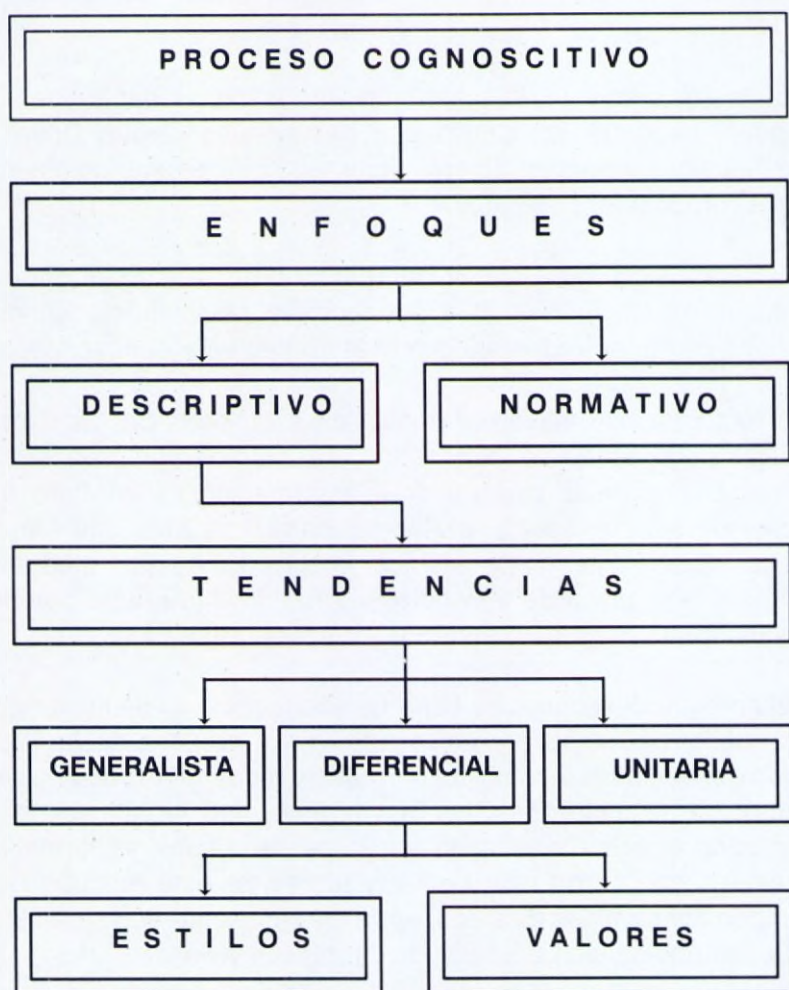 PROCESO COGNOSCITIVO
ENFOQUES
DESCRIPTIVO NORMATIVO
TENDENCIAS
GENERALISTA DIFERENCIAL UNITARIA
ESTILOS VALORES